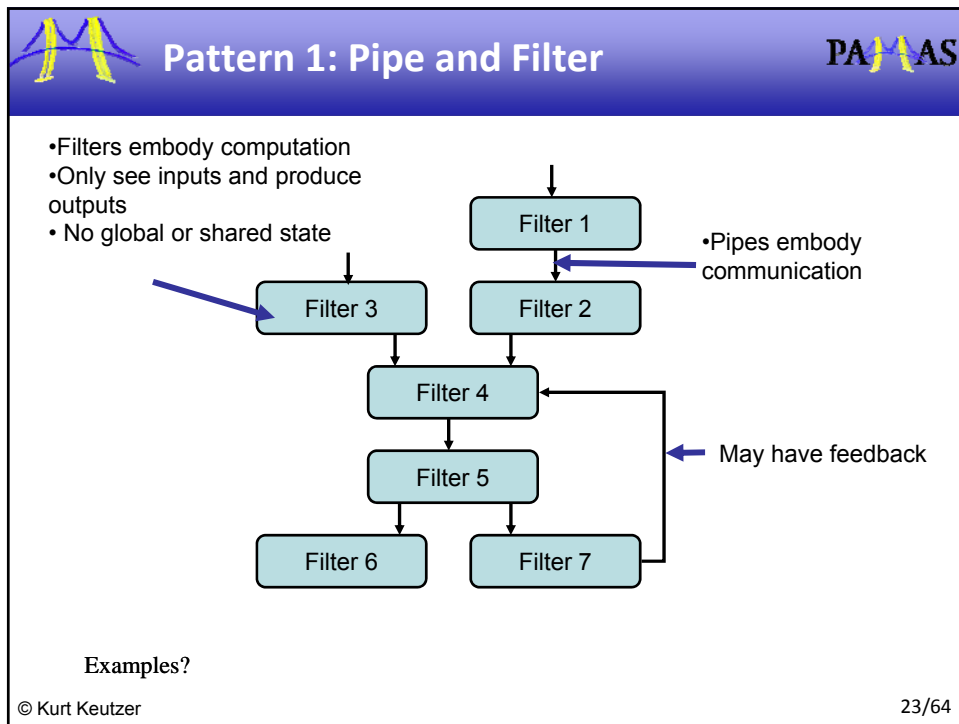 Pattern 1: Pipe and Filter
PAMAS
•Filters embody computation
•Only see inputs and produce
outputs
• No global or shared state
Filter 1
•Pipes embody
communication
Filter 3
Filter 2
Filter 4
May have feedback
Filter 5
Filter 6
Filter 7
Examples?
© Kurt Keutzer
23/64